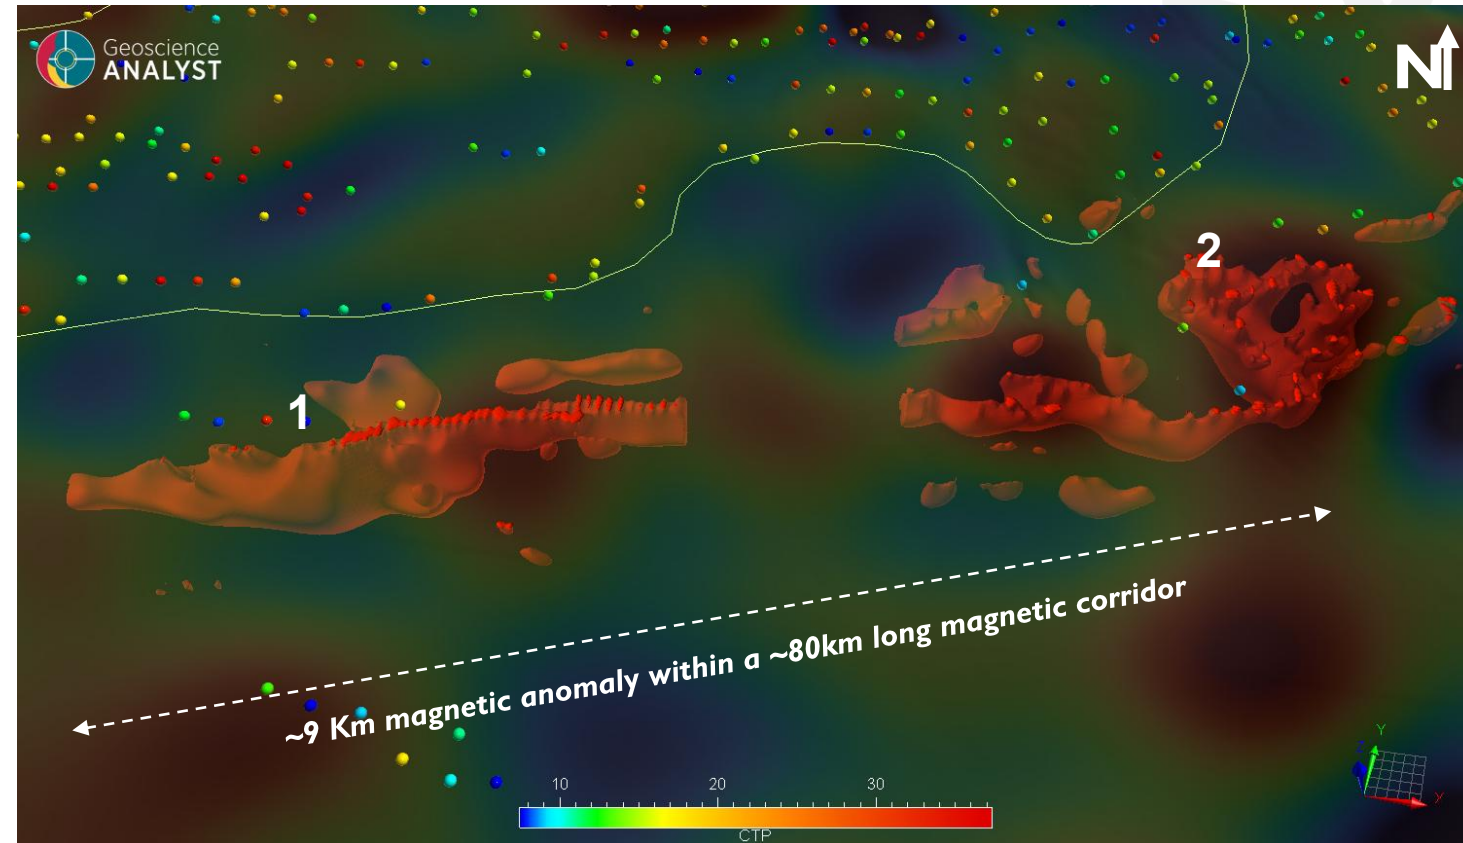 Geoscience
ANALYST
N
2
1
~9 Km magnetic anomaly within a ~80km long magnetic corridor
Y
Z
X
10 20 30
CTP